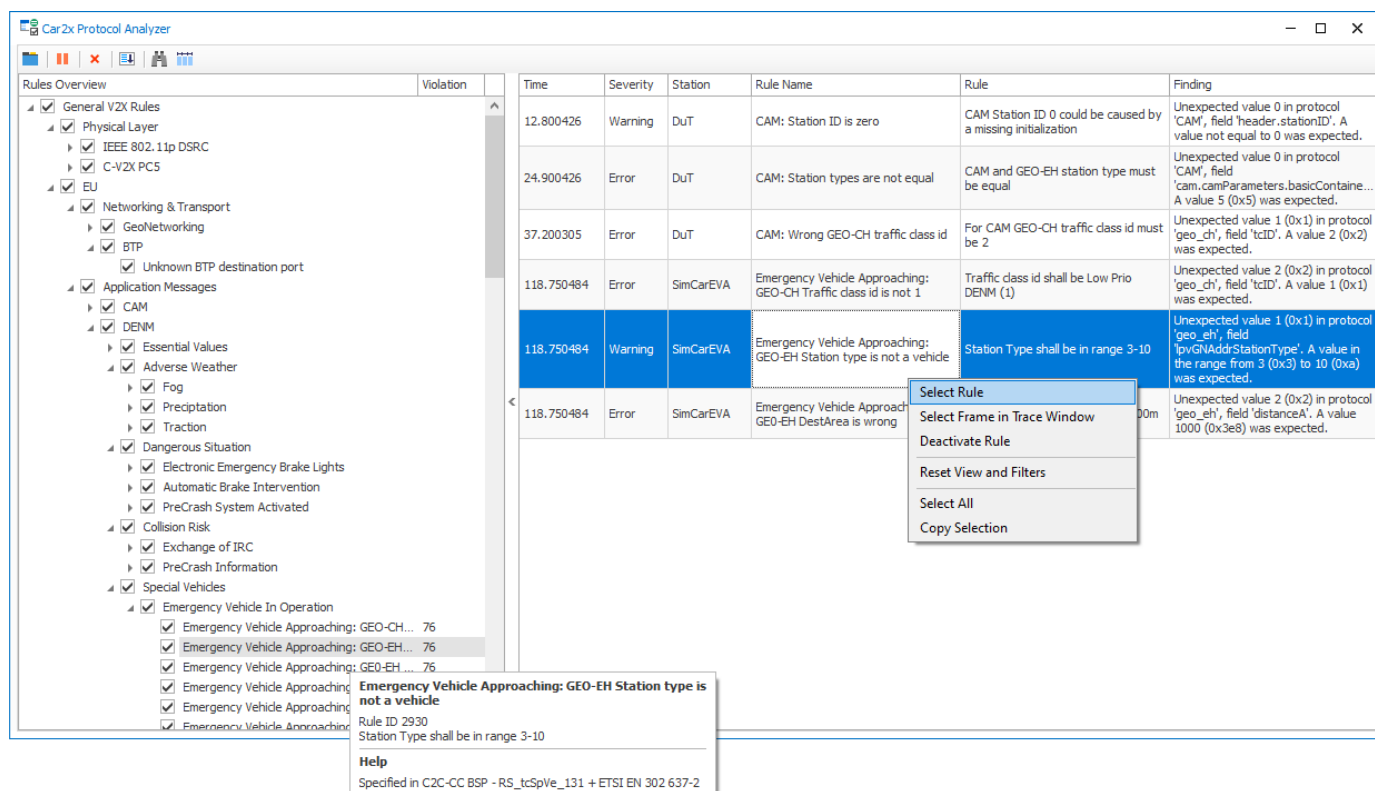 Car2x Protocol Analyzer
Rules Overview
Violation
General V2X Rules
Physical Layer
IEEE 802.11p DSRC
C-V2X PC5
EU
Networking & Transport
GeoNetworking
BTP
Unknown BTP destination port
Application Messages
CAM
DENM
Essential Values
Adverse Weather
Fog
Preciptation
Traction
Dangerous Situation
Electronic Emergency Brake Lights
Automatic Brake Intervention
PreCrash System Activated
Collision Risk
Exchange of IRC
PreCrash Information
Special Vehicles
Emergency Vehicle In Operation
Emergency Vehicle Approaching: GEO-CH... 76
Emergency Vehicle Approaching: GEO-EH... 76
Emergency Vehicle Approaching: GE0-EH ... 76
Emergency Vehicle Approaching
Emergency Vehicle Approaching
Emergency Vehicle Approaching
Emergency Vehicle Approaching: GEO-EH Station type is
not a vehicle
Rule ID 2930
Station Type shall be in range 3-10
Help
Specified in C2C-CC BSP - RS_tcSpVe_131 + ETSI EN 302 637-2
Time Severity Station Rule Name Rule Finding
12.800426 Warning DuT CAM: Station ID is zero
CAM Station ID 0 could be caused by
a missing initialization
Unexpected value 0 in protocol
'CAM', field 'header.stationID'. A
value not equal to 0 was expected.
24.900426 Error DuT CAM: Station types are not equal
CAM and GEO-EH station type must
be equal
Unexpected value 0 in protocol
'CAM', field
'cam.camParameters.basicContaine...
A value 5 (0x5) was expected.
37.200305 Error DuT CAM: Wrong GEO-CH traffic class id
For CAM GEO-CH traffic class id must
be 2
Unexpected value 1 (0x1) in protocol
'geo_ch', field 'tcID'. A value 2 (0x2)
was expected.
118.750484 Error SimCarEVA
Emergency Vehicle Approaching:
GEO-CH Traffic class id is not 1
Traffic class id shall be Low Prio
DENM (1)
Unexpected value 2 (0x2) in protocol
'geo_ch', field 'tcID'. A value 1 (0x1)
was expected.
118.750484 Warning SimCarEVA
Emergency Vehicle Approaching:
GEO-EH Station type is not a vehicle
Station Type shall be in range 3-10
Unexpected value 1 (0x1) in protocol
'geo_eh', field
'lpvGNAddrStationType'. A value in
the range from 3 (0x3) to 10 (0xa)
was expected.
118.750484 Error SimCarEVA
Emergency Vehicle Approach
GE0-EH DestArea is wrong
00m
Unexpected value 2 (0x2) in protocol
'geo_eh', field 'distanceA'. A value
1000 (0x3e8) was expected.
Select Rule
Select Frame in Trace Window
Deactivate Rule
Reset View and Filters
Select All
Copy Selection